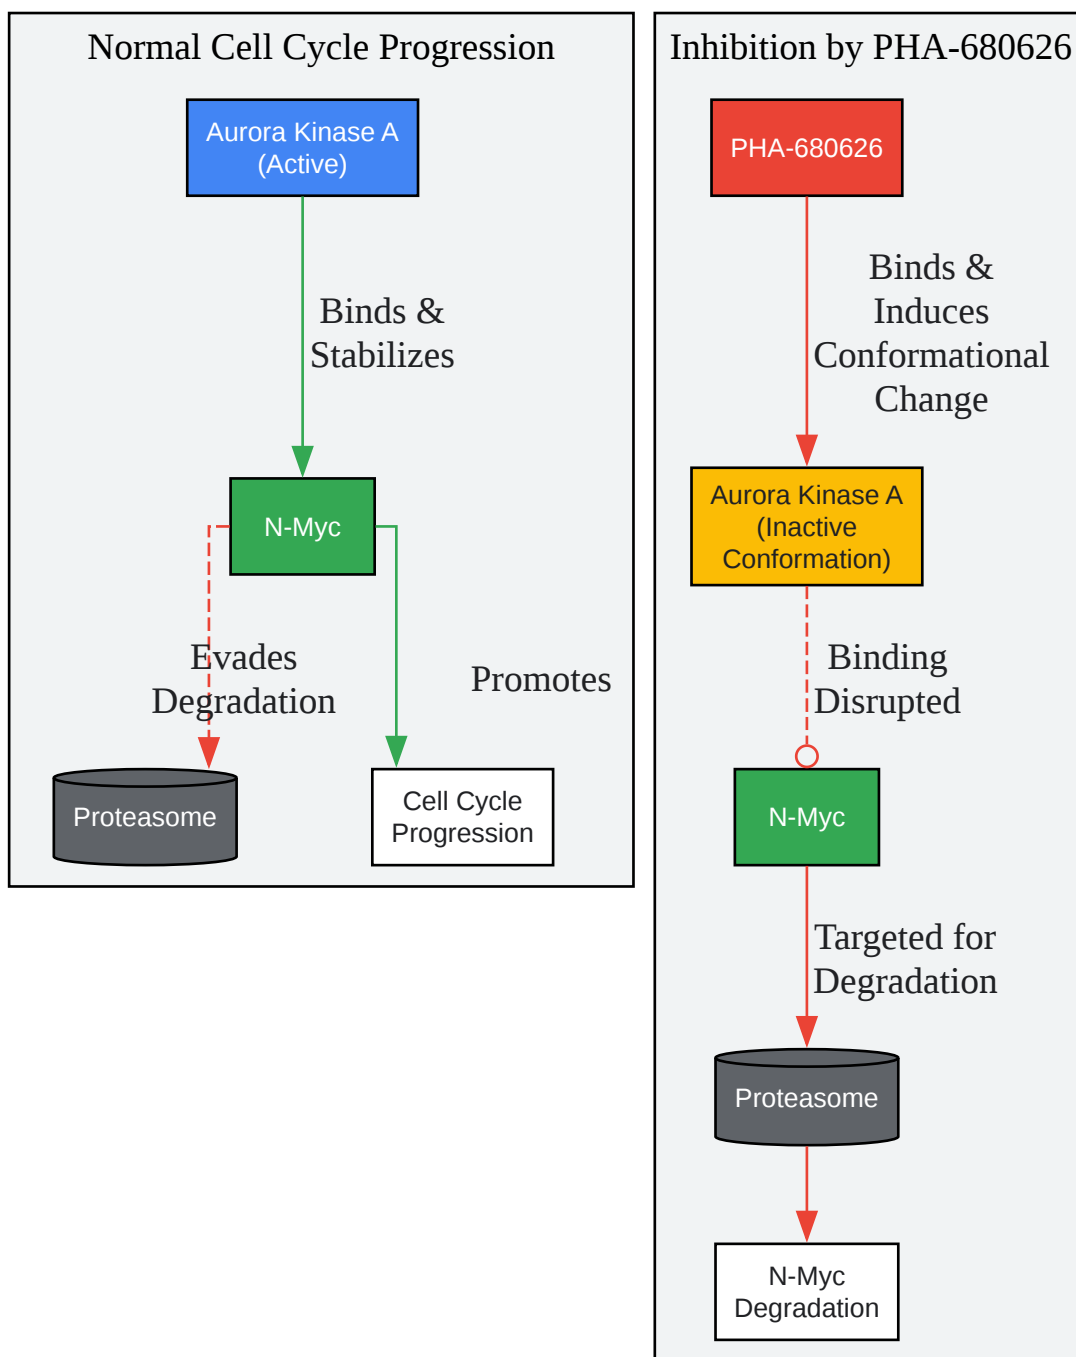 Normal Cell Cycle Progression
Aurora Kinase A
(Active)
Binds &
Stabilizes
N-Myc
Evades
Degradation
Promotes
Proteasome
Cell Cycle
Progression
Inhibition by PHA-680626
PHA-680626
Binds &
Induces
Conformational
Change
Aurora Kinase A
(Inactive
Conformation)
Binding
Disrupted
N-Myc
Targeted for
Degradation
Proteasome
N-Myc
Degradation